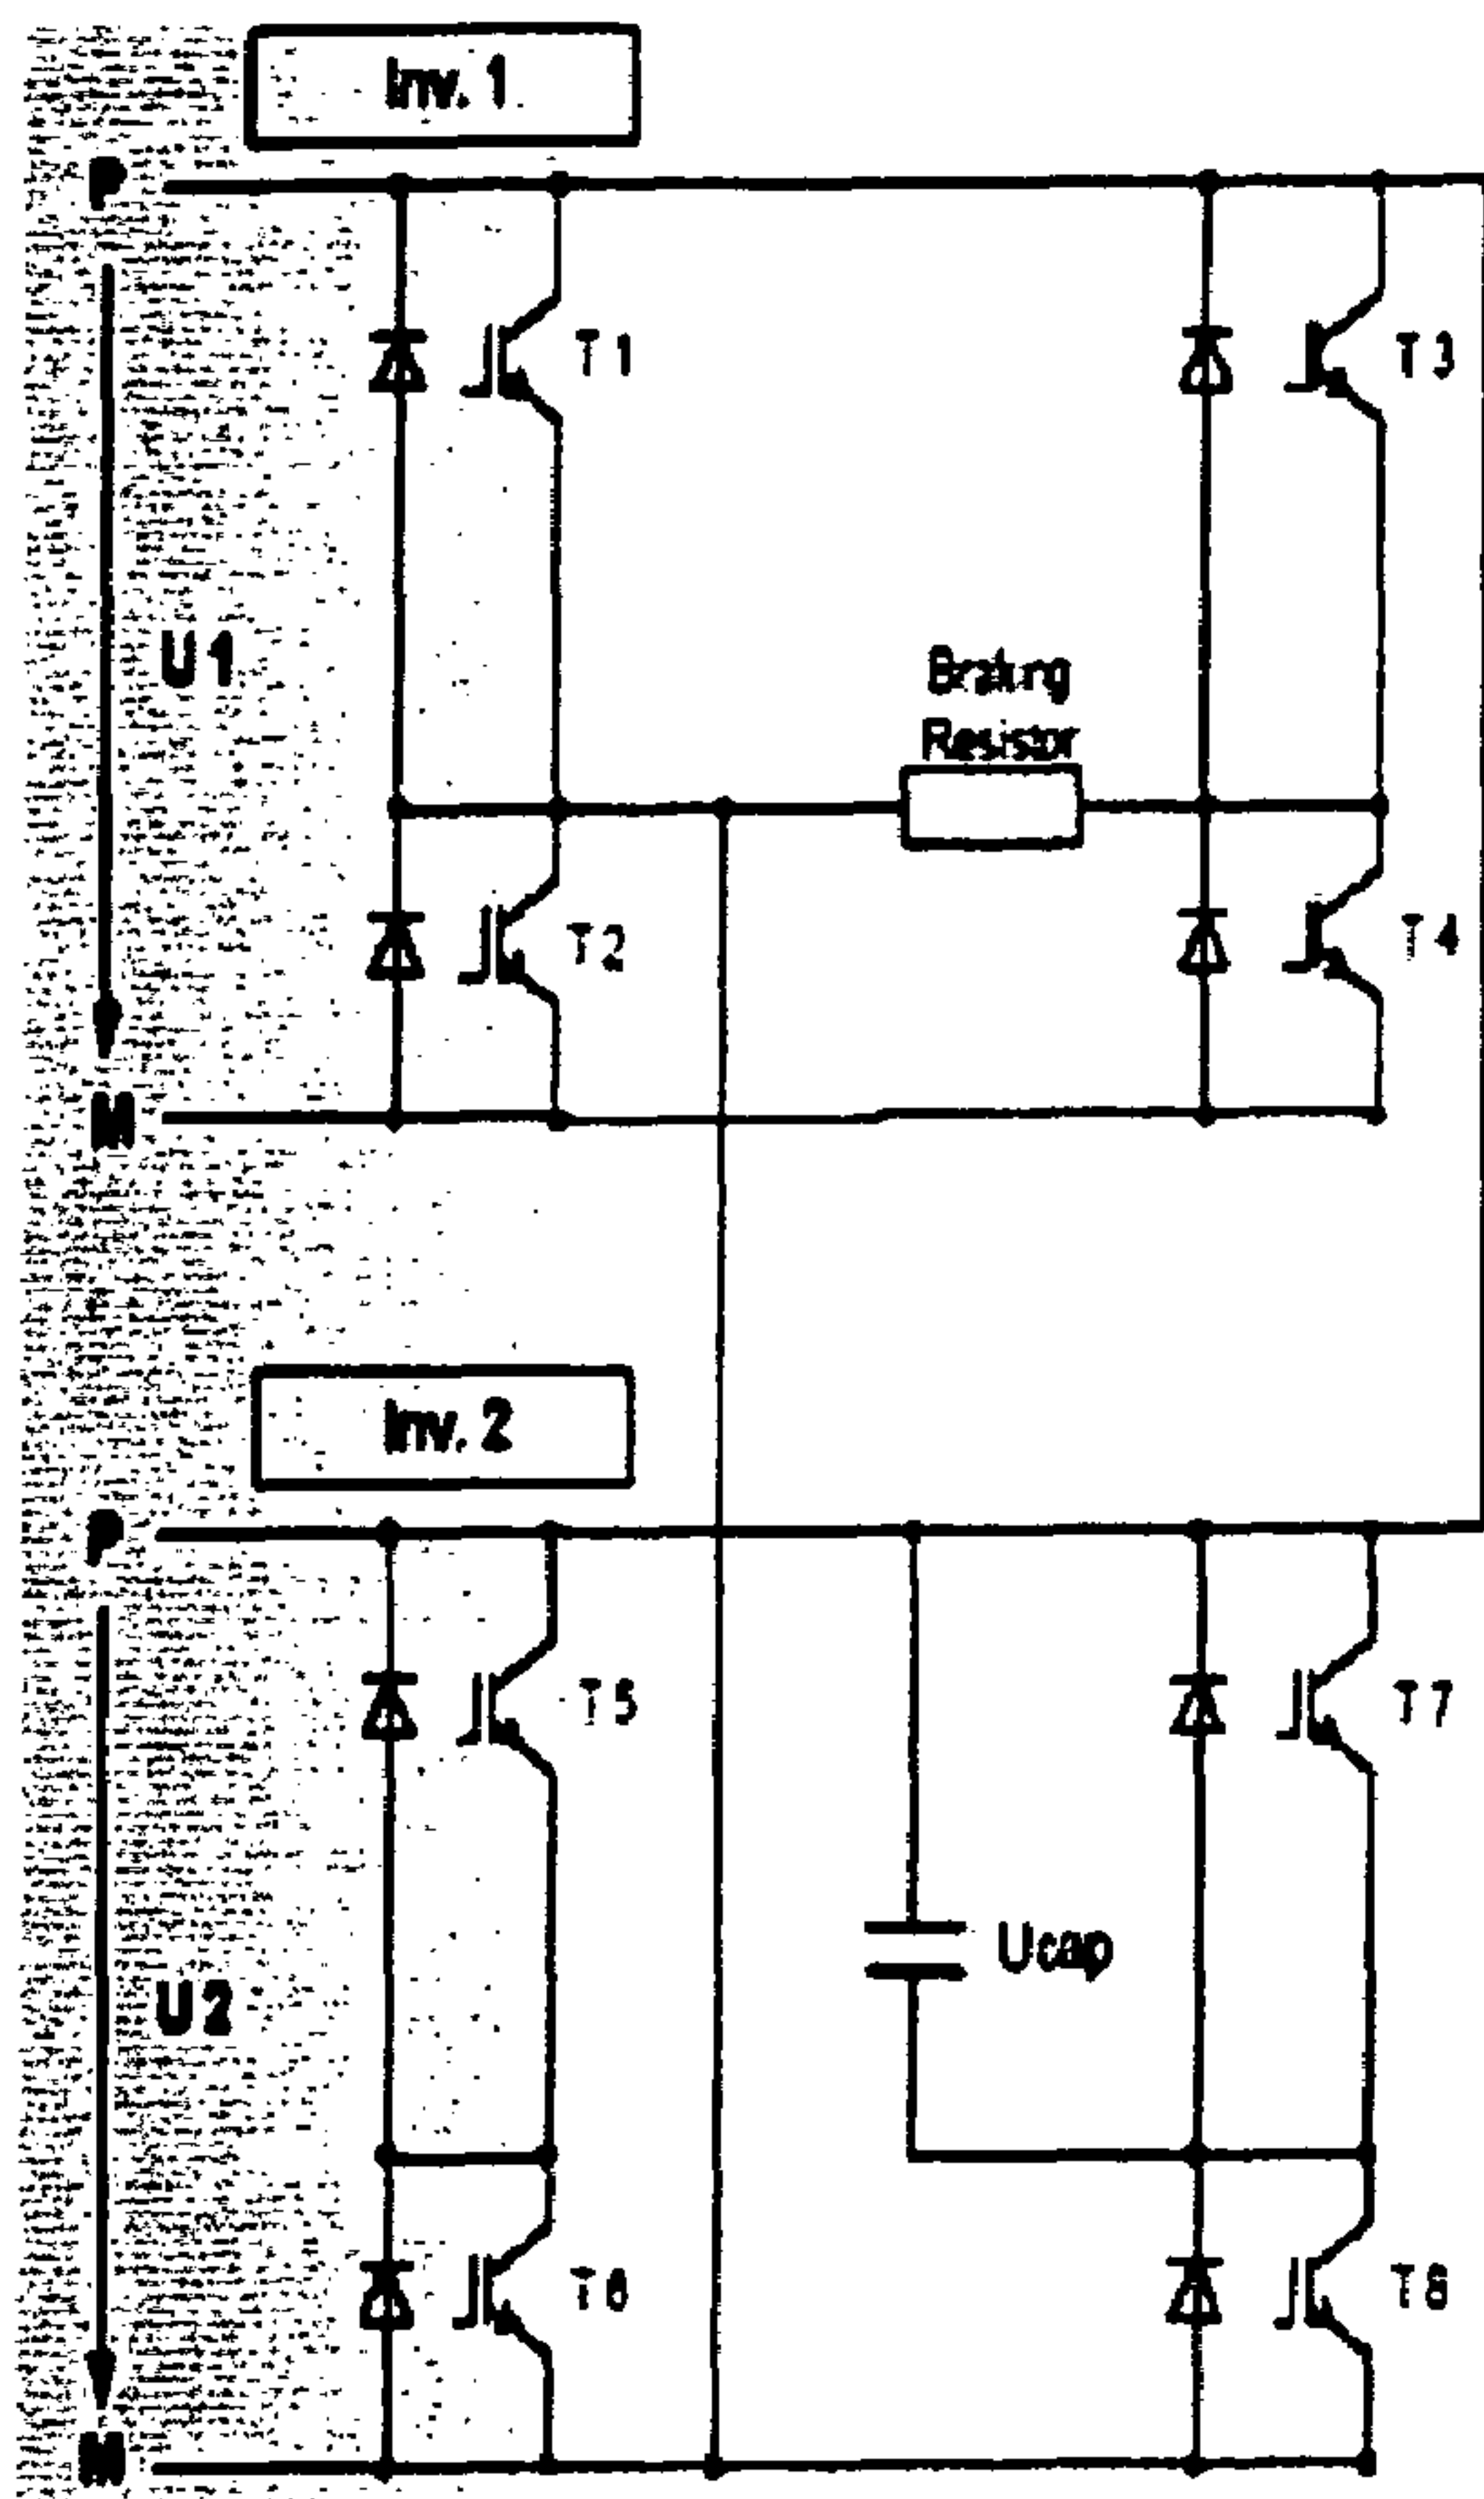 Inv. 1
P
T1
T3
U1
Braking
Resistor
T2
T4
N
Inv. 2
P
T5
T7
Ucap
U2
T6
T8
N